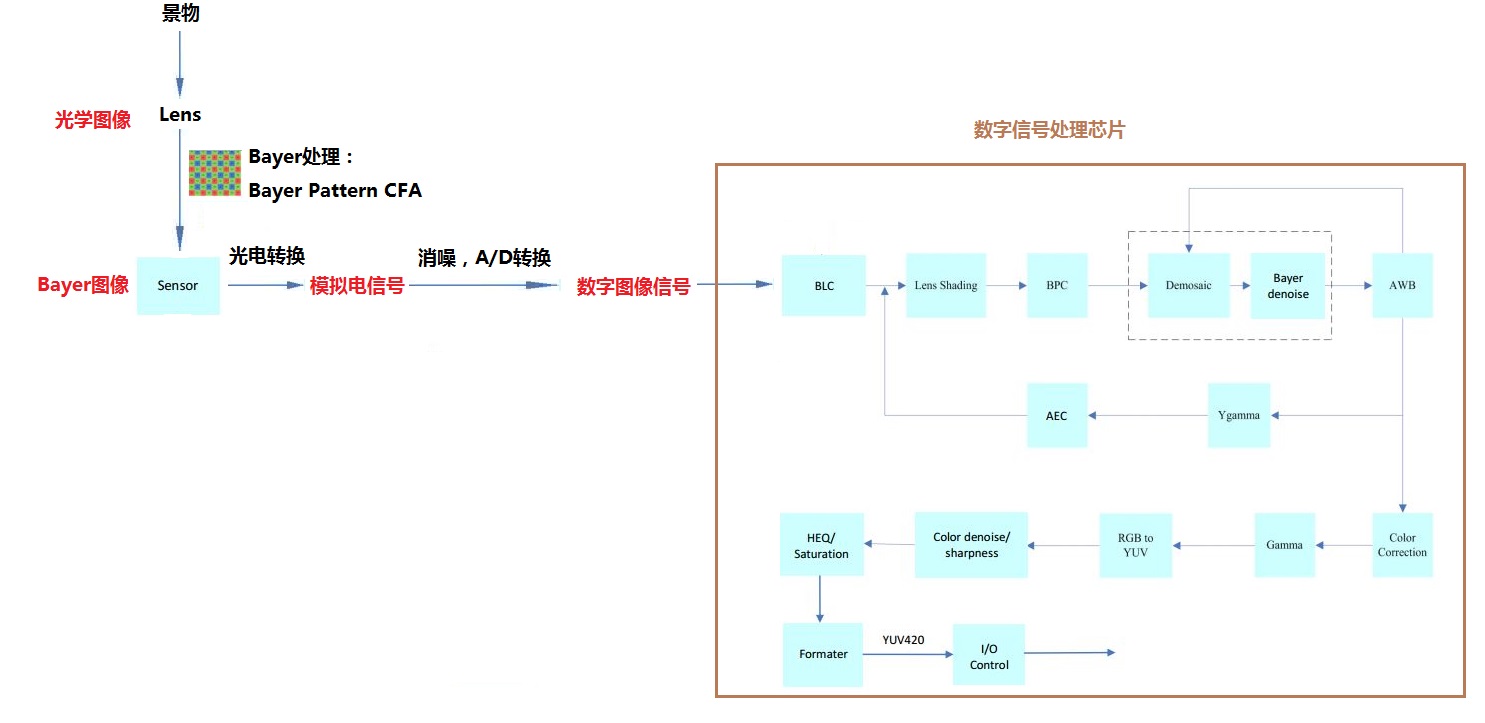 景物
光学图像
Lens
Bayer处理：
Bayer Pattern CFA
Bayer图像
Sensor
光电转换
模拟电信号
消噪，A/D转换
数字图像信号
数字信号处理芯片
BLC
Lens Shading
BPC
Demosaic
Bayer
denoise
AWB
AEC
Ygamma
HEQ/
Saturation
Color denoise/
sharpness
RGB to
YUV
Gamma
Color
Correction
Formater
YUV420
I/O
Control